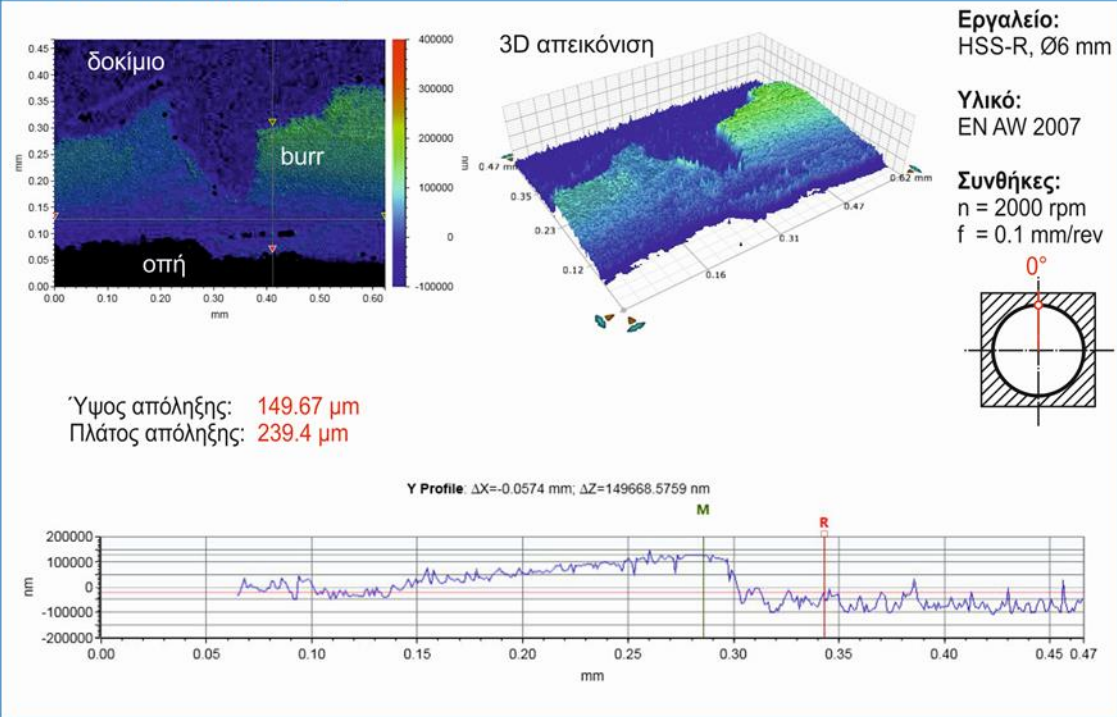 δοκίμιο
burr
οπή
0.45
0.40
0.35
0.30
0.25
0.20
0.15
0.10
0.05
0.00
mm
0.00 0.10 0.20 0.30 0.40 0.50 0.62
mm
400000
300000
200000
100000
0
-100000
nm
3D απεικόνιση
0.47 mm
0.35
0.23
0.12
0.16
0.31
0.47
0.62 mm
Εργαλείο:
HSS-R, Ø6 mm
Υλικό:
EN AW 2007
Συνθήκες:
n = 2000 rpm
f = 0.1 mm/rev
0°
Ύψος απόληξης: 149.67 μm
Πλάτος απόληξης: 239.4 μm
Y Profile: ΔX=-0.0574 mm; ΔZ=149668.5759 nm
M
R
200000
100000
0
-100000
-200000
nm
0.00 0.05 0.10 0.15 0.20 0.25 0.30 0.35 0.40 0.45 0.47
mm